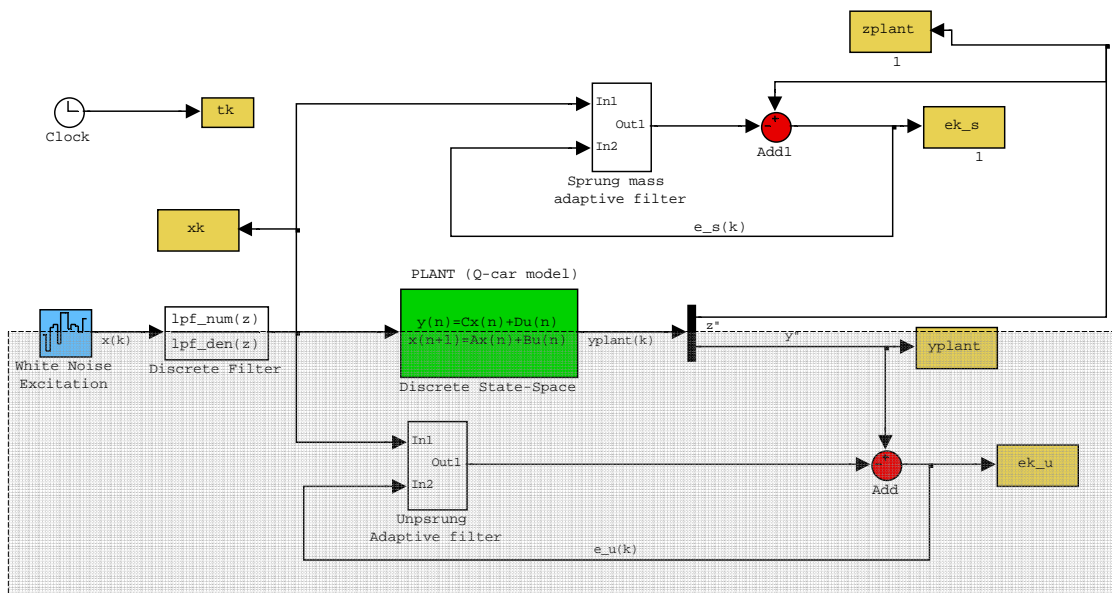 zplant
1
tk
Clock
In1
Out1
In2
Sprung mass
adaptive filter
+
-
Add1
ek_s
1
xk
e_s(k)
PLANT (Q-car model)
y(n)=Cx(n)+Du(n)
x(n+1)=Ax(n)+Bu(n)
Discrete State-Space
White Noise
Excitation
x(k)
lpf_num(z)
lpf_den(z)
Discrete Filter
yplant(k)
z"
y"
yplant
In1
Out1
In2
Unpsrung
Adaptive filter
+
-
Add
ek_u
e_u(k)